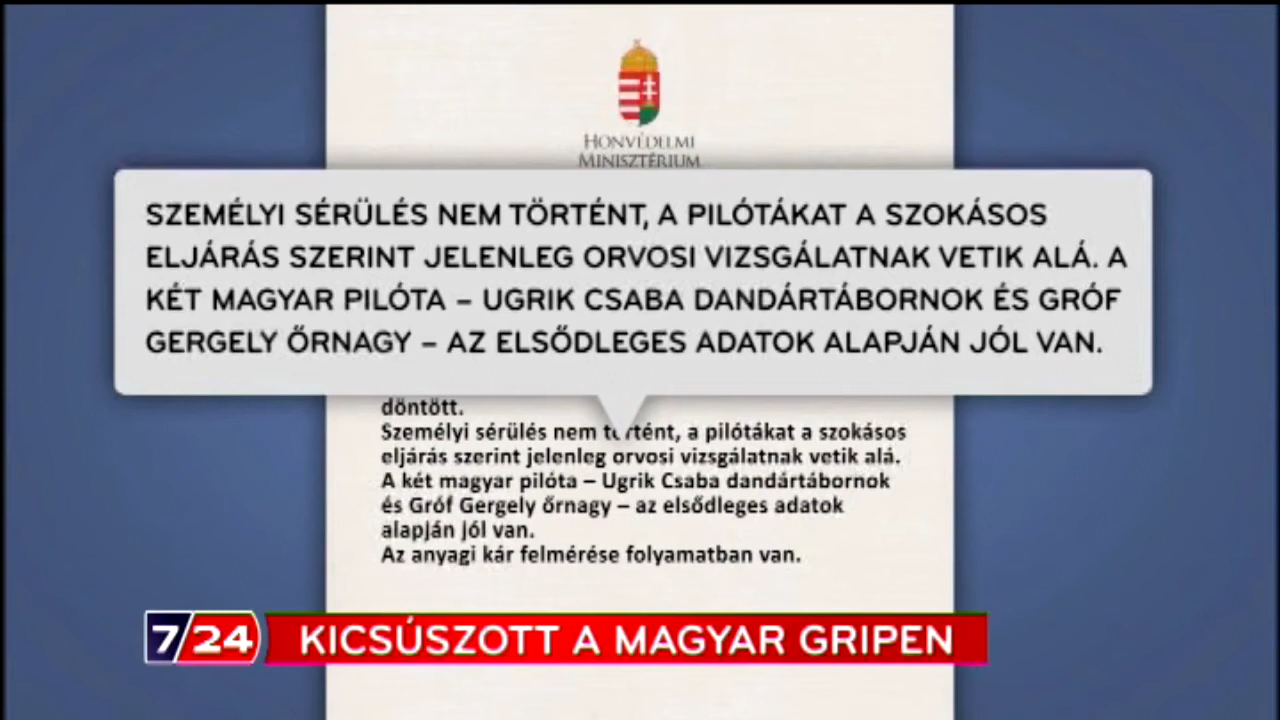 HONVÉDELMI
MINISZTÉRIUM
SZEMÉLYI SÉRÜLÉS NEM TÖRTÉNT, A PILÓTÁKAT A SZOKÁSOS
ELJÁRÁS SZERINT JELENLEG ORVOSI VIZSGÁLATNAK VETIK ALÁ. A
KÉT MAGYAR PILÓTA – UGRIK CSABA DANDÁRTÁBORNOK ÉS GRÓF
GERGELY ŐRNAGY – AZ ELSŐDLEGES ADATOK ALAPJÁN JÓL VAN.
döntött.
Személyi sérülés nem történt, a pilótákat a szokásos
eljárás szerint jelenleg orvosi vizsgálatnak vetik alá.
A két magyar pilóta – Ugrik Csaba dandártábornok
és Gróf Gergely őrnagy – az elsődleges adatok
alapján jól van.
Az anyagi kár felmérése folyamatban van.
7/24 KICSÚSZOTT A MAGYAR GRIPEN